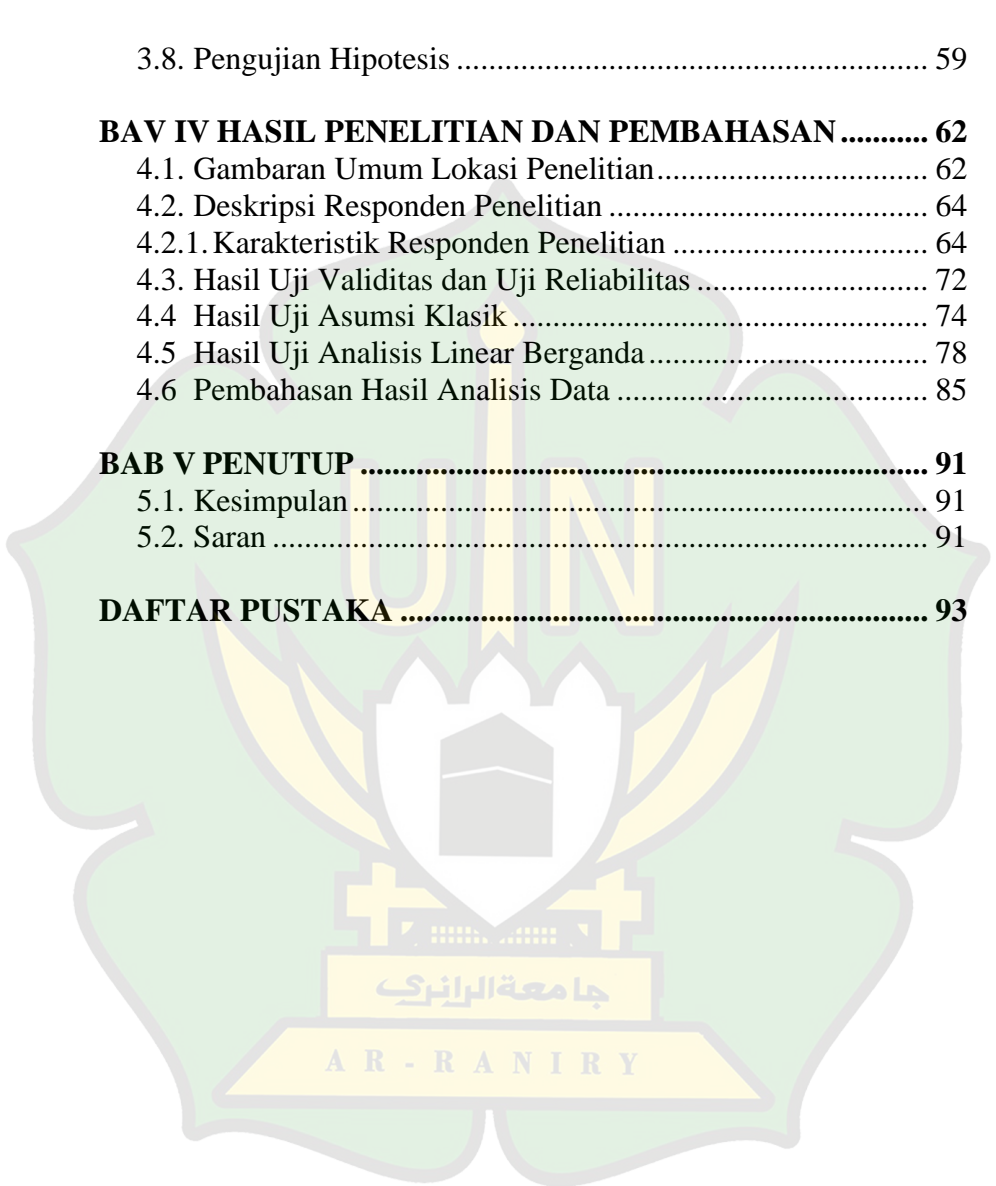 3.8. Pengujian Hipotesis ............................................................ 59
BAV IV HASIL PENELITIAN DAN PEMBAHASAN ........... 62
4.1. Gambaran Umum Lokasi Penelitian ................................... 62
4.2. Deskripsi Responden Penelitian ......................................... 64
4.2.1. Karakteristik Responden Penelitian ................................. 64
4.3. Hasil Uji Validitas dan Uji Reliabilitas .............................. 72
4.4 Hasil Uji Asumsi Klasik ..................................................... 74
4.5 Hasil Uji Analisis Linear Berganda .................................... 78
4.6 Pembahasan Hasil Analisis Data ........................................ 85
BAB V PENUTUP ........................................................................ 91
5.1. Kesimpulan ......................................................................... 91
5.2. Saran ................................................................................... 91
DAFTAR PUSTAKA ................................................................... 93
UIN
جامعة الرانري
AR-RANIRY